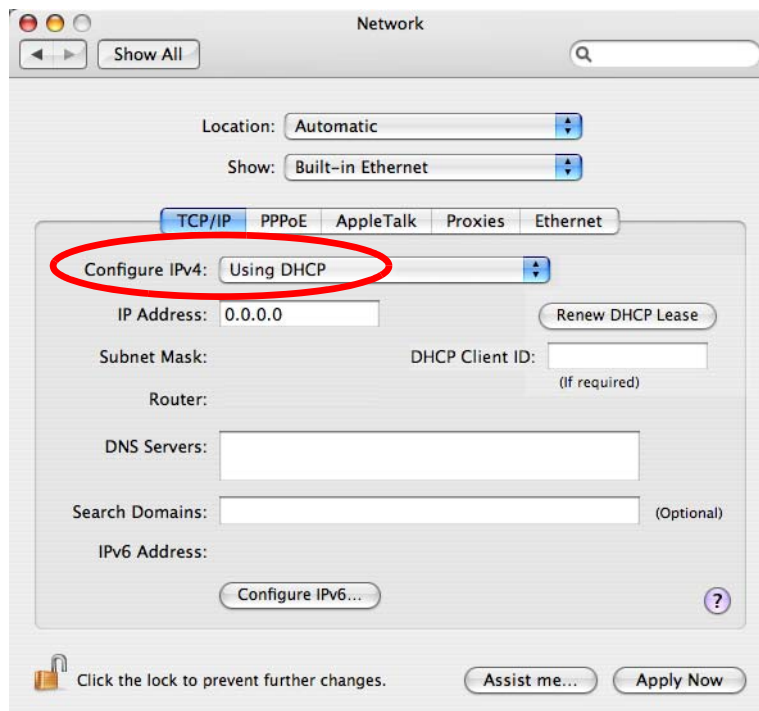 Network
Show All
Location: Automatic
Show: Built-in Ethernet
TCP/IP PPPoE AppleTalk Proxies Ethernet
Configure IPv4: Using DHCP
IP Address: 0.0.0.0 Renew DHCP Lease
Subnet Mask: DHCP Client ID:
(If required)
Router:
DNS Servers:
Search Domains: (Optional)
IPv6 Address:
Configure IPv6... ?
Click the lock to prevent further changes. Assist me... Apply Now